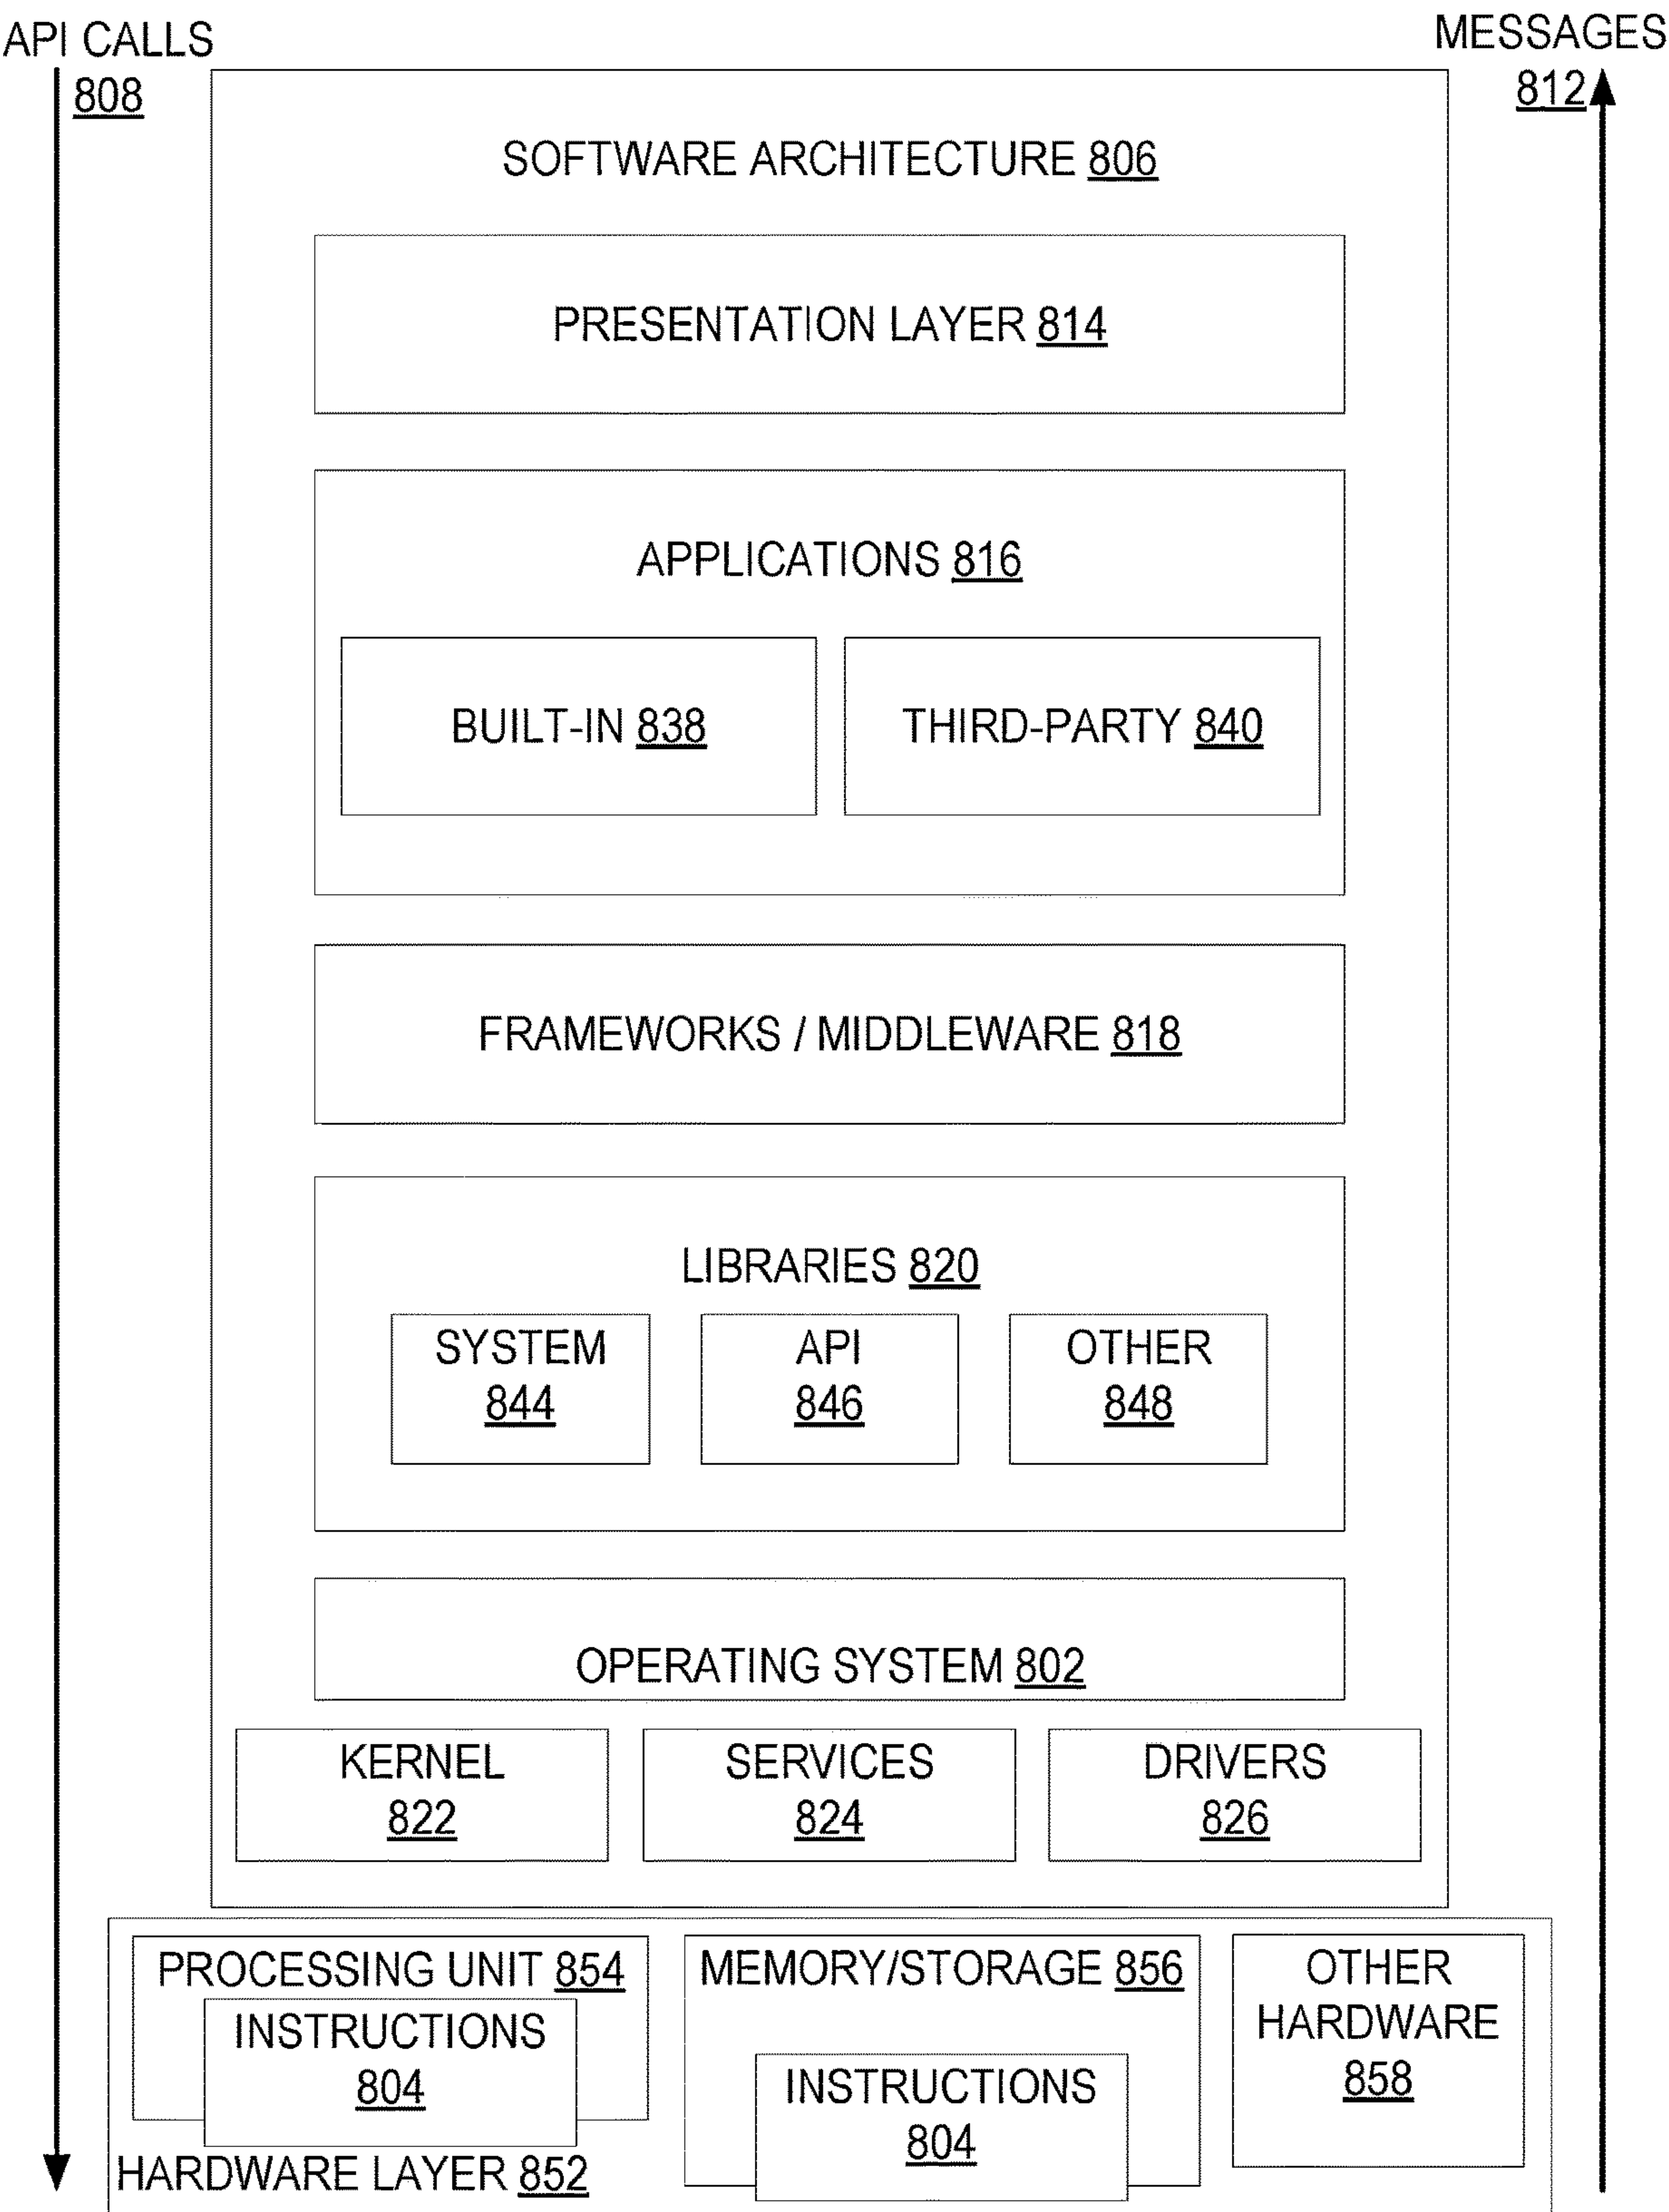 API CALLS
808
MESSAGES
812
SOFTWARE ARCHITECTURE 806
PRESENTATION LAYER 814
APPLICATIONS 816
BUILT-IN 838
THIRD-PARTY 840
FRAMEWORKS / MIDDLEWARE 818
LIBRARIES 820
SYSTEM
844
API
846
OTHER
848
OPERATING SYSTEM 802
KERNEL
822
SERVICES
824
DRIVERS
826
PROCESSING UNIT 854
INSTRUCTIONS
804
MEMORY/STORAGE 856
INSTRUCTIONS
804
OTHER
HARDWARE
858
HARDWARE LAYER 852